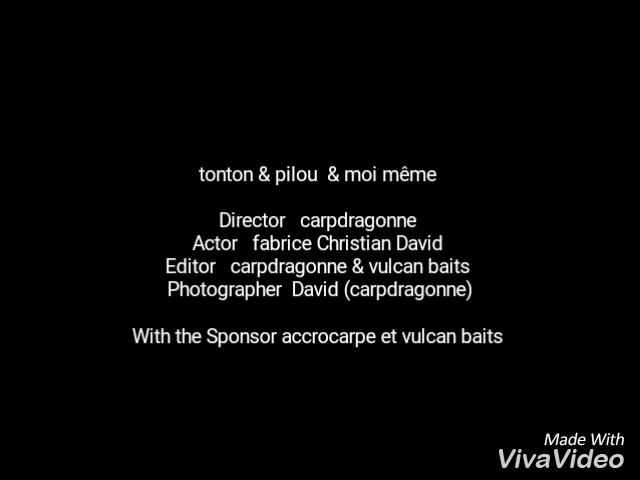 tonton & pilou & moi même
Director carpdragonne
Actor fabrice Christian David
Editor carpdragonne & vulcan baits
Photographer David (carpdragonne)
With the Sponsor accrocarpe et vulcan baits
Made With
VivaVideo